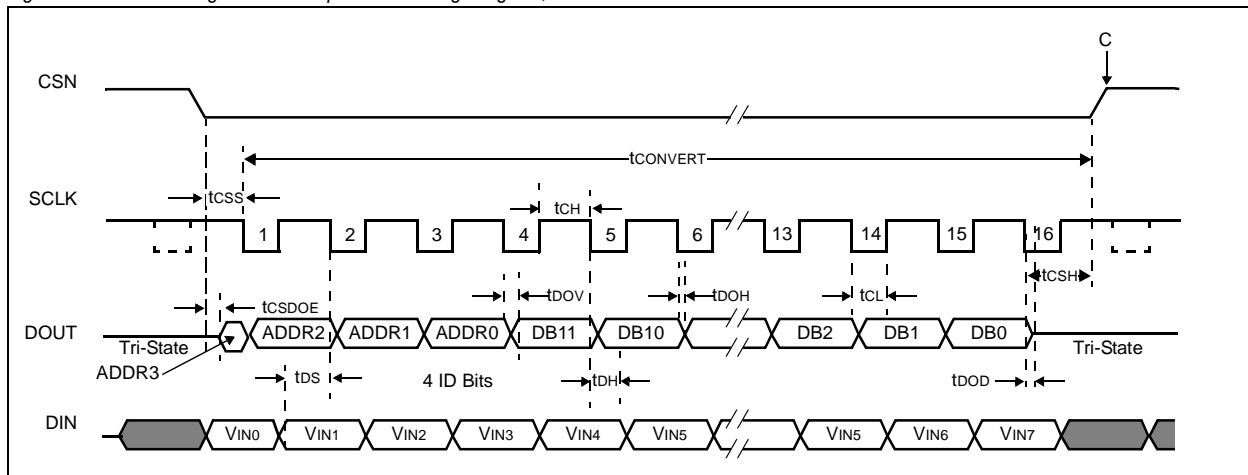 C
CSN
tCONVERT
tCSS
SCLK
tCH
1 2 3 4 5 6 13 14 15 16
tCSH
tCSDOE
tDOV
tDOH
tCL
DOUT
ADDR2 ADDR1 ADDR0 DB11 DB10 DB2 DB1 DB0
Tri-State
Tri-State
ADDR3
tDS
4 ID Bits
tDH
tDOD
DIN
VIN0 VIN1 VIN2 VIN3 VIN4 VIN5 VIN5 VIN6 VIN7